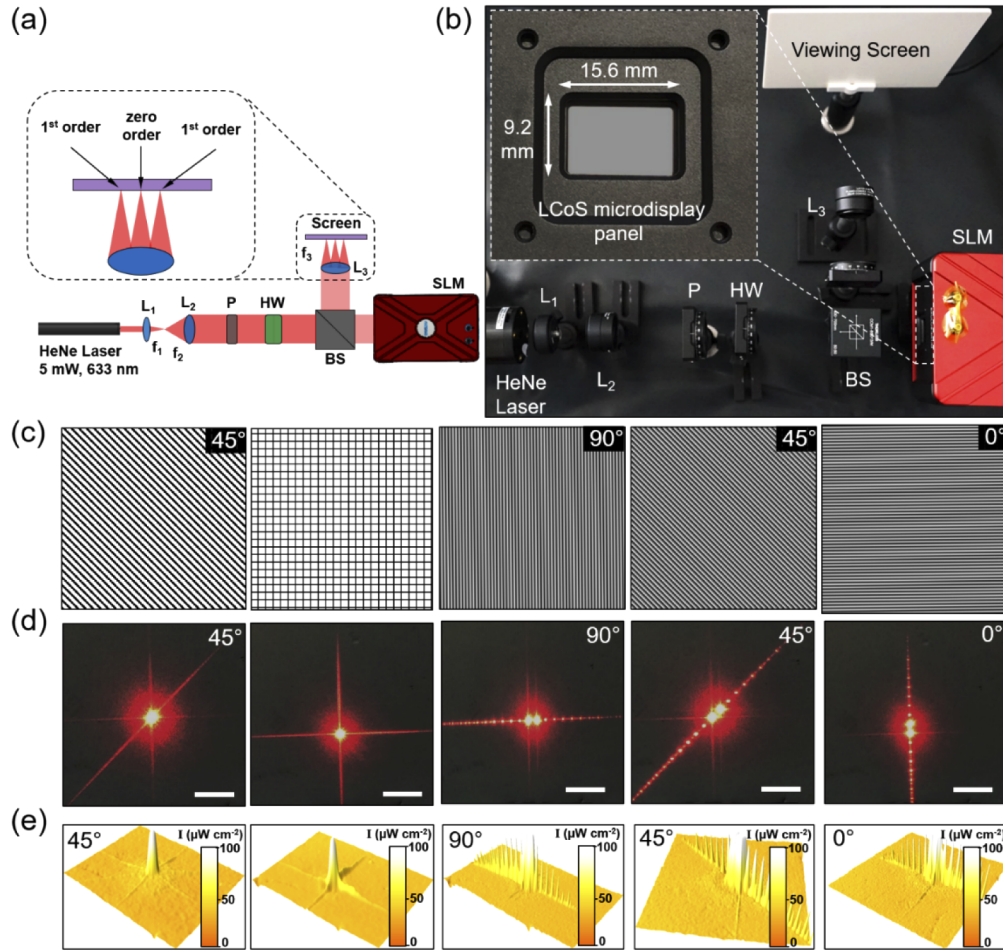 (a)
1st order
zero
order
1st order
Screen
f3
L3
SLM
L1
L2
P
HW
f1
f2
BS
HeNe Laser
5 mW, 633 nm
(b)
15.6 mm
9.2
mm
LCoS microdisplay
panel
Viewing Screen
L3
SLM
L1
P
HW
L2
HeNe
Laser
BS
(c)
45°
90°
45°
0°
(d)
45°
90°
45°
0°
(e)
45°
I (µW cm-2)
100
50
0
I (µW cm-2)
100
50
0
90°
I (µW cm-2)
100
50
0
45°
I (µW cm-2)
100
50
0
0°
I (µW cm-2)
100
50
0